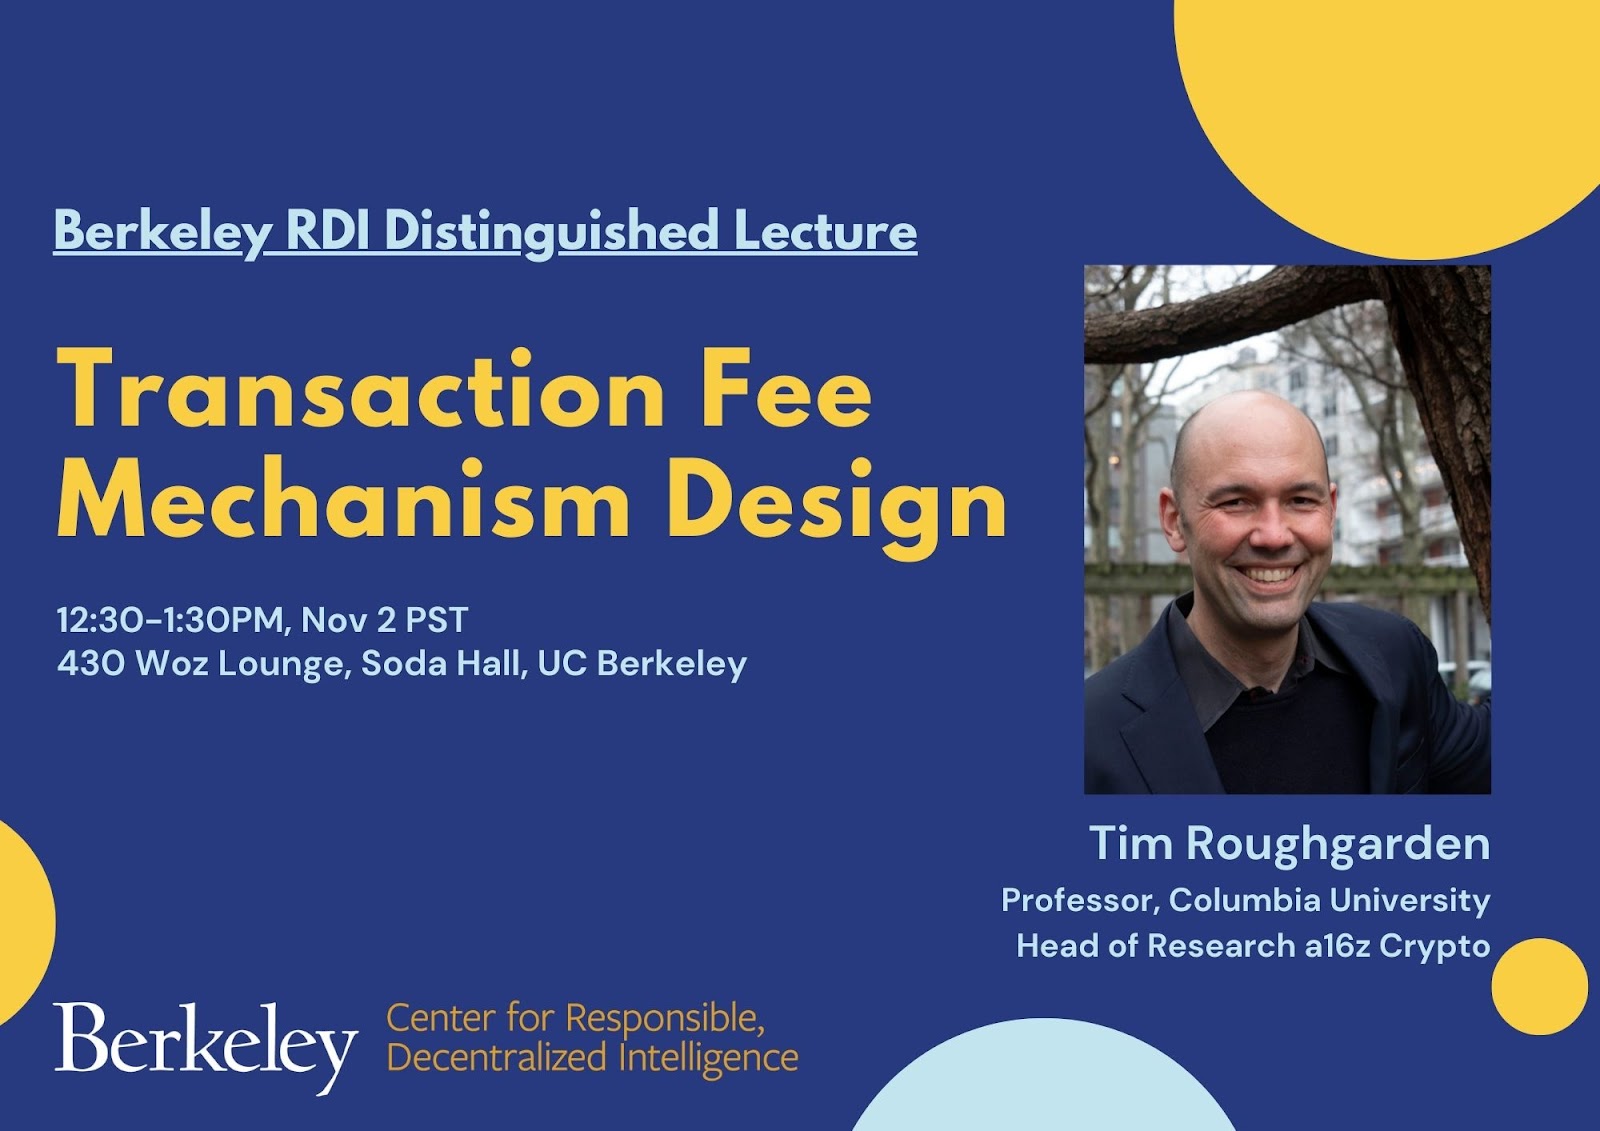 Berkeley RDI Distinguished Lecture
Transaction Fee
Mechanism Design
12:30-1:30PM, Nov 2 PST
430 Woz Lounge, Soda Hall, UC Berkeley
Tim Roughgarden
Professor, Columbia University
Head of Research a16z Crypto
Berkeley
Center for Responsible,
Decentralized Intelligence